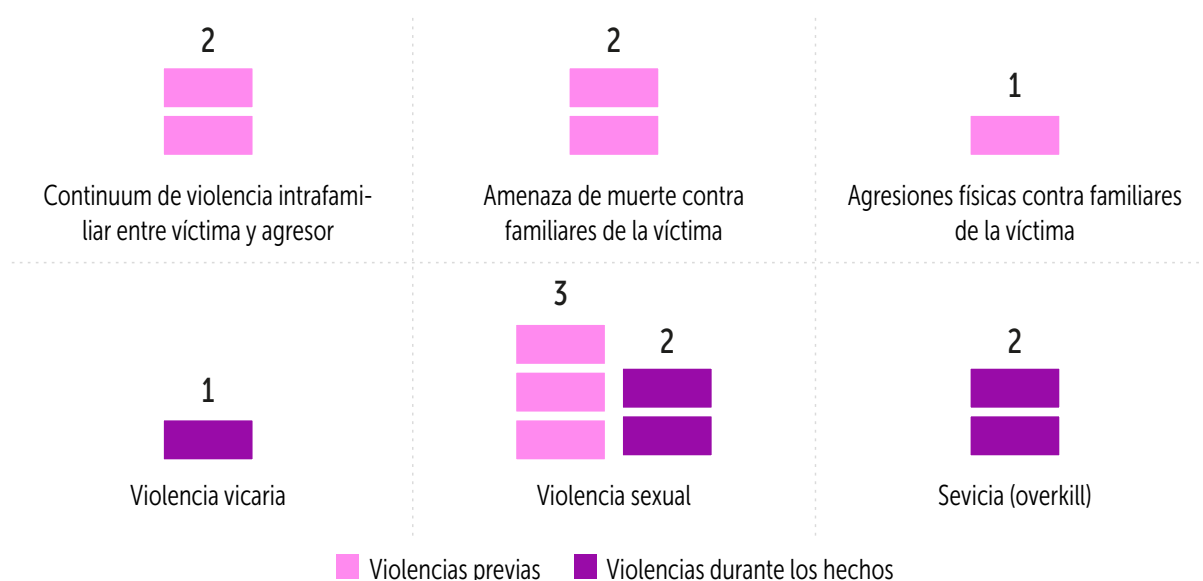 2
Continuum de violencia intrafami-
liar entre víctima y agresor
2
Amenaza de muerte contra
familiares de la víctima
1
Agresiones físicas contra familiares
de la víctima
1
Violencia vicaria
3
2
Violencia sexual
2
Sevicia (overkill)
Violencias previas
Violencias durante los hechos